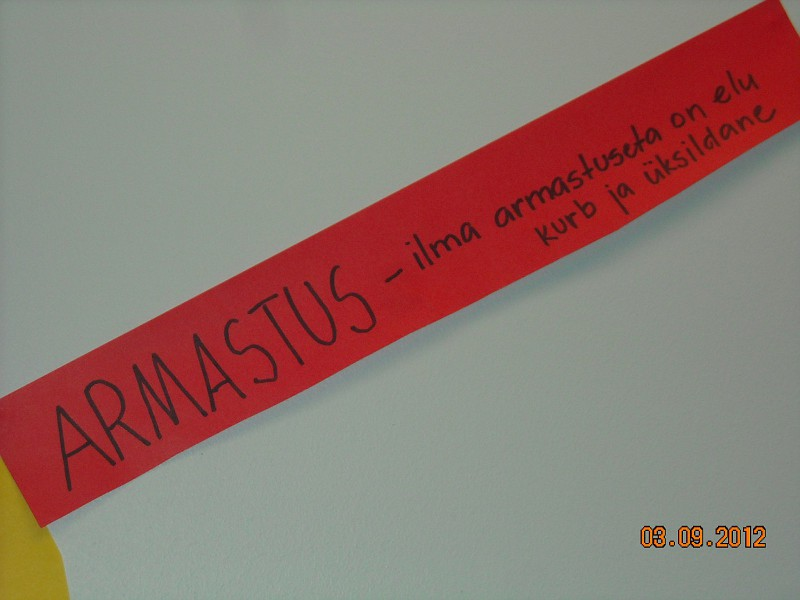 ARMASTUS - ilma armastuseta on elu
kurb ja üksildane
03.09.2012